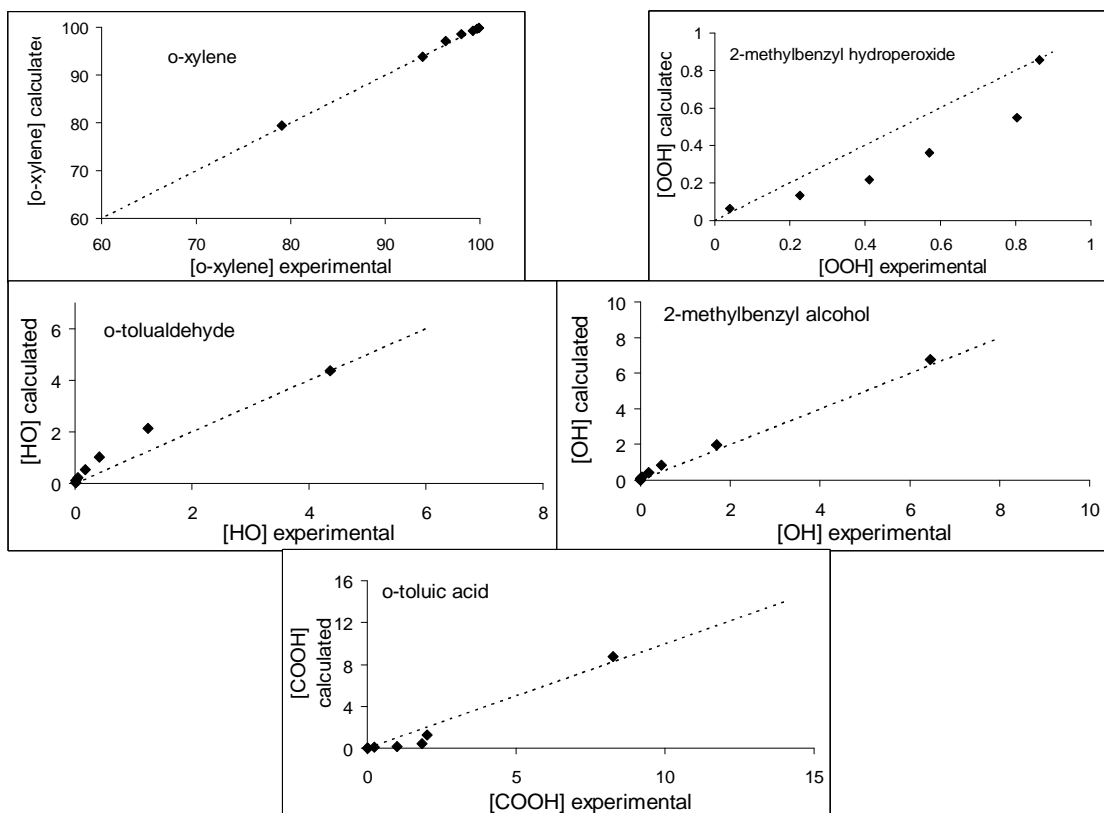 o-xylene
[o-xylene] calculated
100
90
80
70
60
60 70 80 90 100
[o-xylene] experimental
2-methylbenzyl hydroperoxide
[OOH] calculated
1
0.8
0.6
0.4
0.2
0
0 0.2 0.4 0.6 0.8 1
[OOH] experimental
o-tolualdehyde
[HO] calculated
6
4
2
0
0 2 4 6 8
[HO] experimental
2-methylbenzyl alcohol
[OH] calculated
10
8
6
4
2
0
0 2 4 6 8 10
[OH] experimental
o-toluic acid
[COOH]
calculated
16
12
8
4
0
0 5 10 15
[COOH] experimental